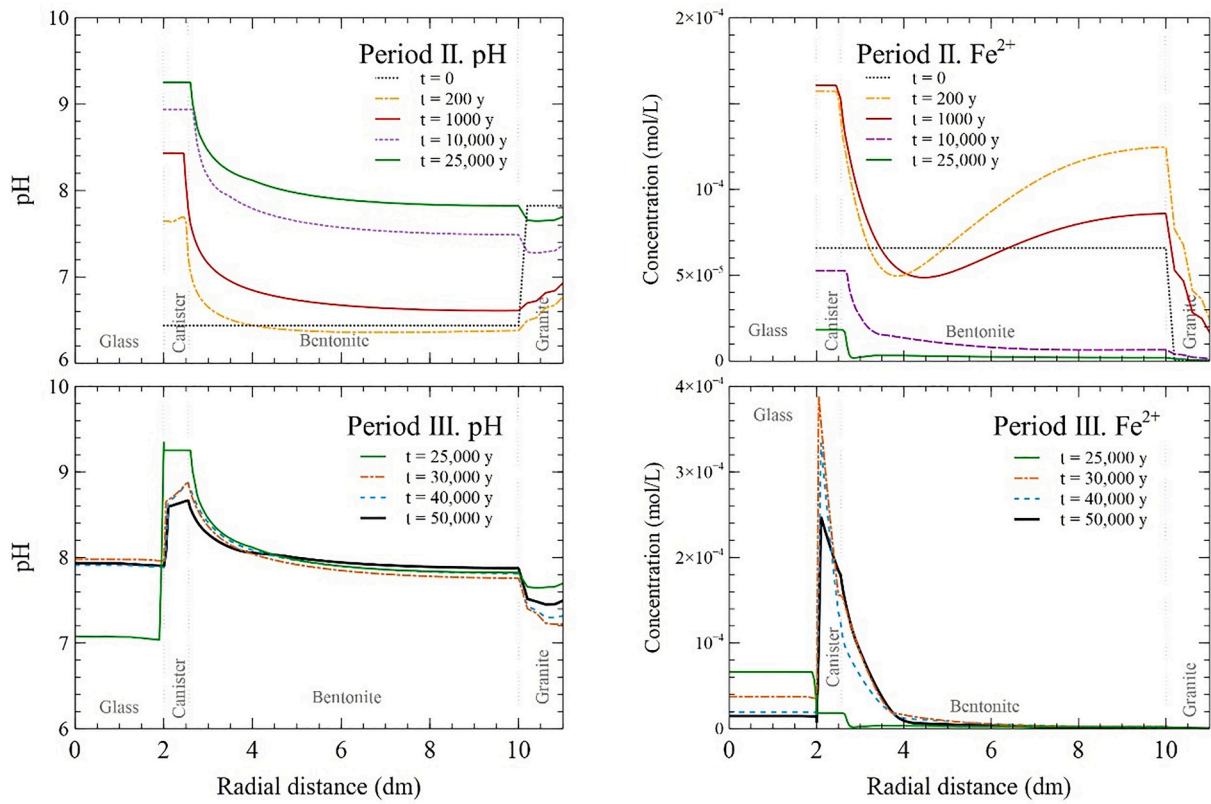 10
9
8
7
6
pH
Period II. pH
t = 0
t = 200 y
t = 1000 y
t = 10,000 y
t = 25,000 y
Glass
Canister
Bentonite
Granite
2×10⁻⁴
10⁻⁴
5×10⁻⁵
0
Concentration (mol/L)
Period II. Fe²⁺
t = 0
t = 200 y
t = 1000 y
t = 10,000 y
t = 25,000 y
Glass
Canister
Bentonite
Granite
10
9
8
7
6
pH
Period III. pH
t = 25,000 y
t = 30,000 y
t = 40,000 y
t = 50,000 y
Glass
Canister
Bentonite
Granite
0 2 4 6 8 10
Radial distance (dm)
4×10⁻⁴
3×10⁻⁴
2×10⁻⁴
10⁻⁴
0
Concentration (mol/L)
Glass
Period III. Fe²⁺
t = 25,000 y
t = 30,000 y
t = 40,000 y
t = 50,000 y
Canister
Bentonite
Granite
0 2 4 6 8 10
Radial distance (dm)